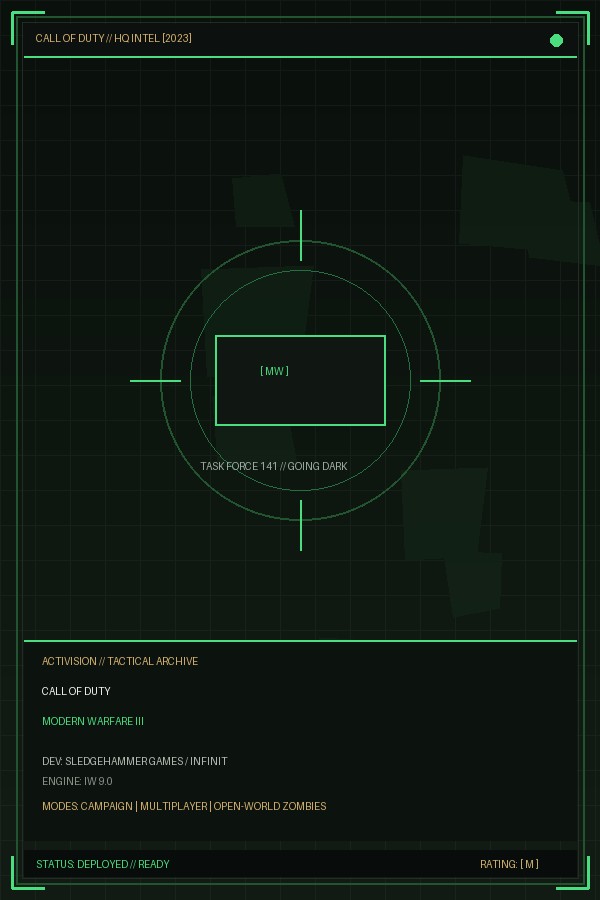 CALL OF DUTY // HQ INTEL [2023]
[ MW ]
TASK FORCE 141 // GOING DARK
ACTIVISION // TACTICAL ARCHIVE
CALL OF DUTY
MODERN WARFARE III
DEV: SLEDGEHAMMER GAMES / INFINIT
ENGINE: IW 9.0
MODES: CAMPAIGN | MULTIPLAYER | OPEN-WORLD ZOMBIES
STATUS: DEPLOYED // READY
RATING: [ M ]